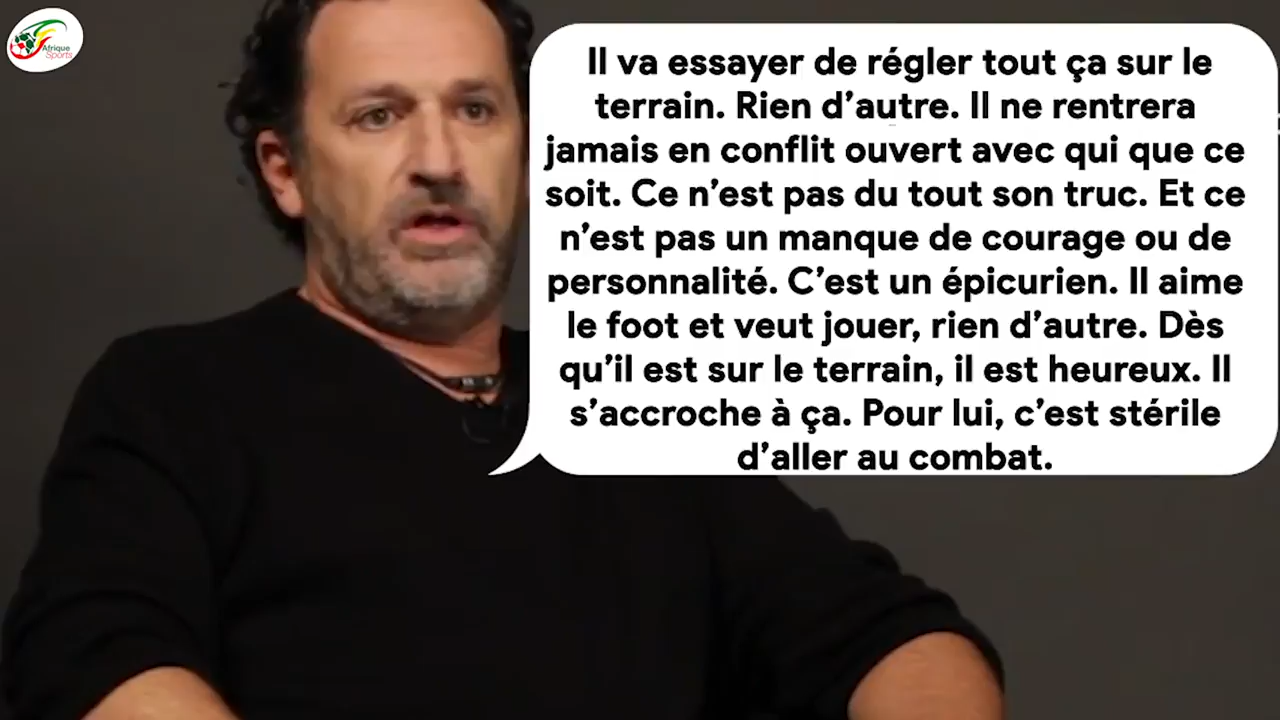 Afrique
Sports
Il va essayer de régler tout ça sur le
terrain. Rien d’autre. Il ne rentrera
jamais en conflit ouvert avec qui que ce
soit. Ce n’est pas du tout son truc. Et ce
n’est pas un manque de courage ou de
personnalité. C’est un épicurien. Il aime
le foot et veut jouer, rien d’autre. Dès
qu’il est sur le terrain, il est heureux. Il
s’accroche à ça. Pour lui, c’est stérile
d’aller au combat.